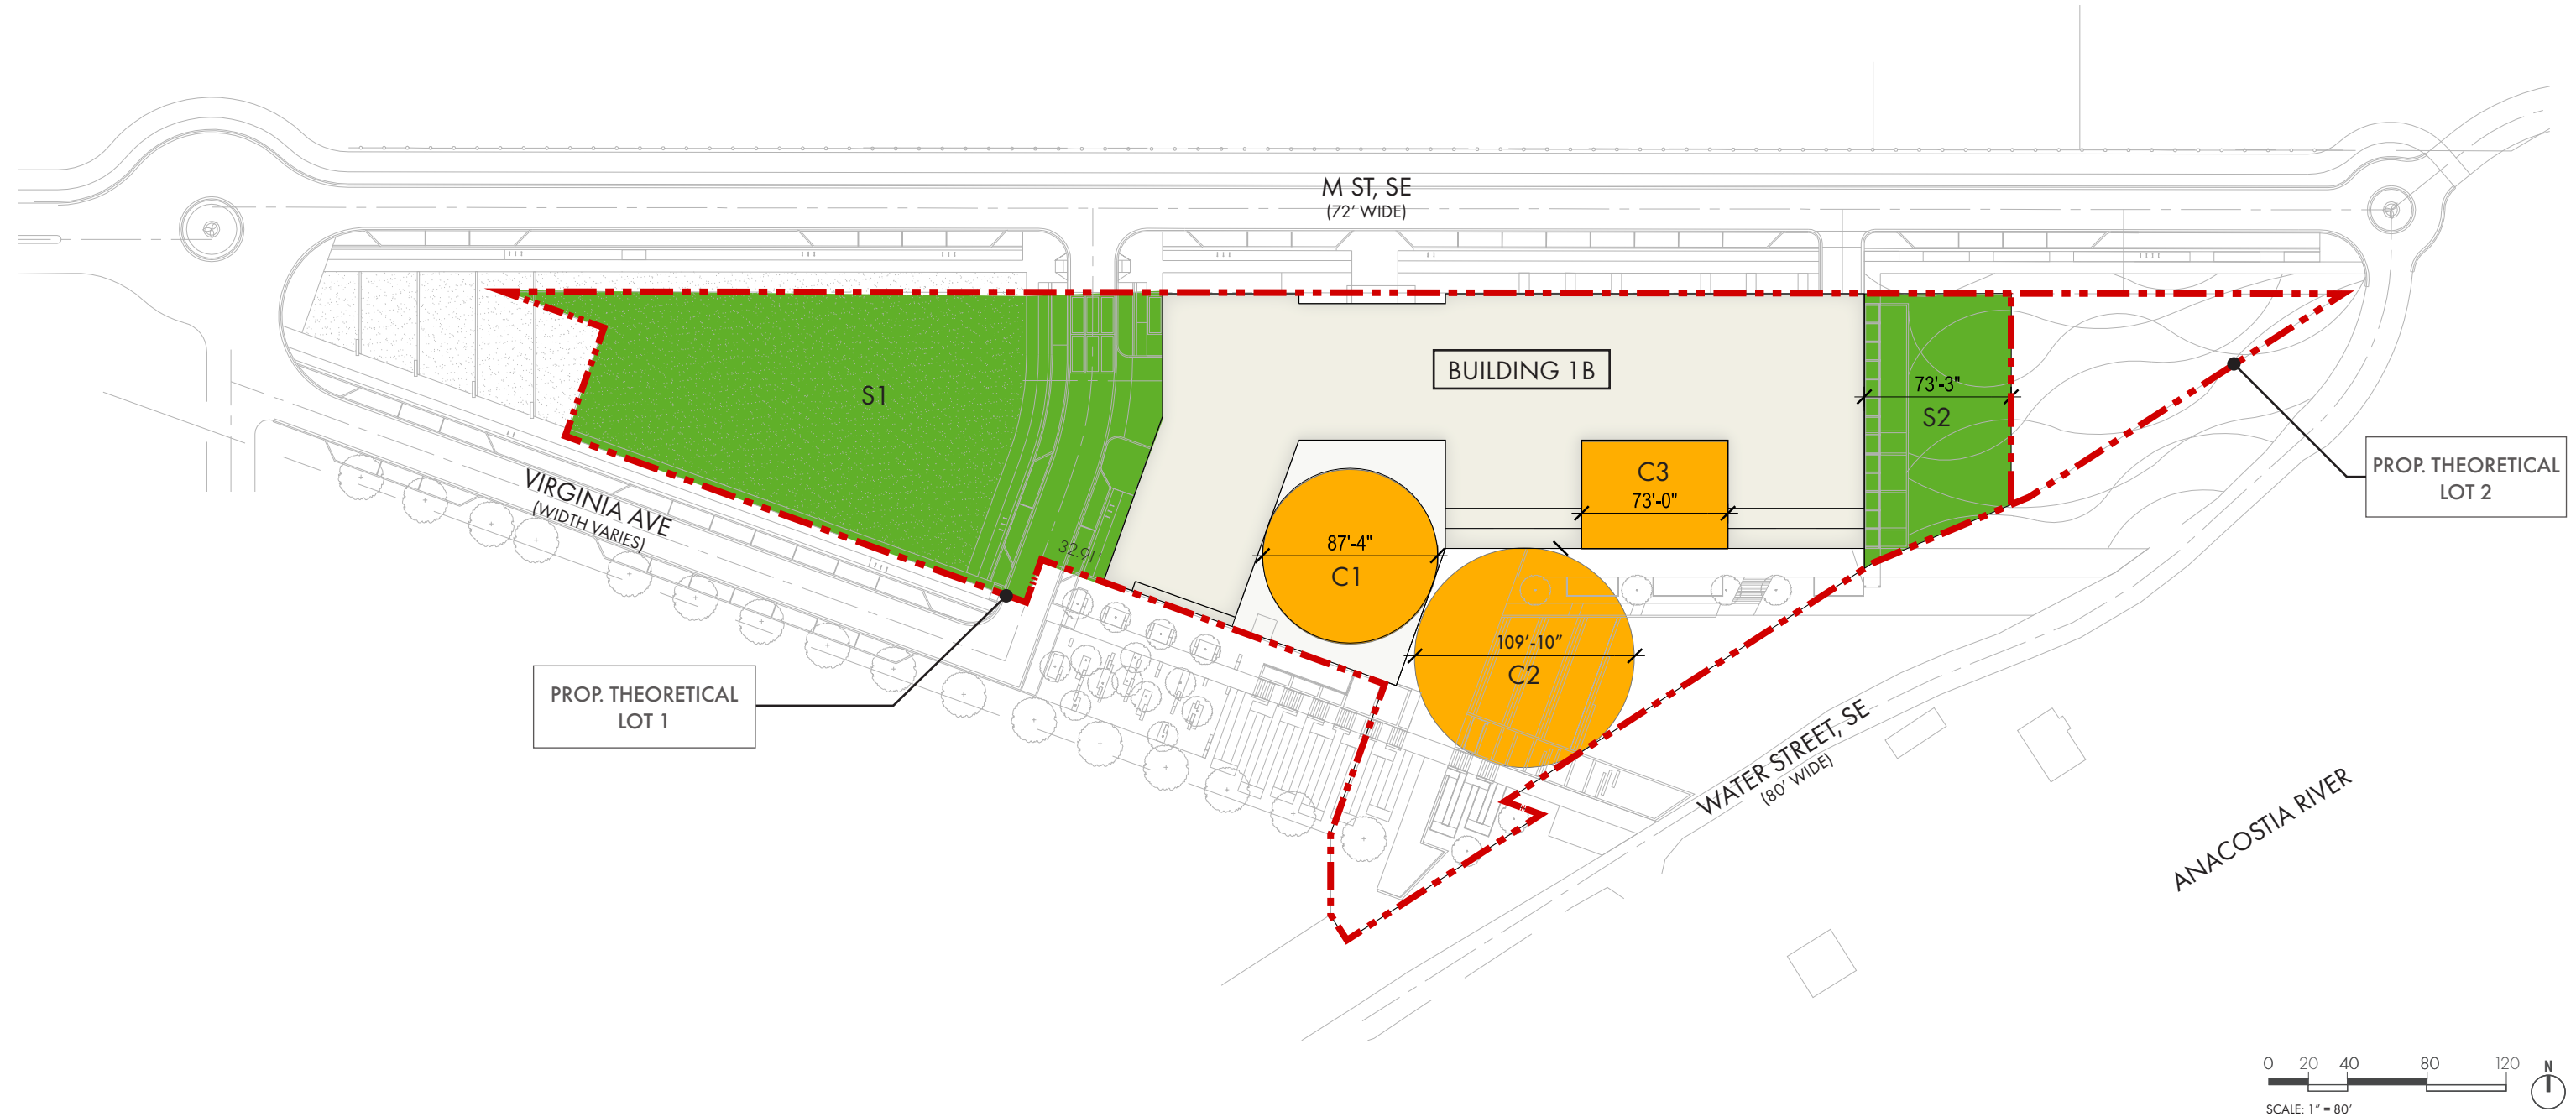 M ST, SE
(72' WIDE)
BUILDING 1B
S1
73'-3"
S2
C3
73'-0"
PROP. THEORETICAL
LOT 2
VIRGINIA AVE
(WIDTH VARIES)
32.91'
87'-4"
C1
109'-10"
C2
PROP. THEORETICAL
LOT 1
WATER STREET, SE
(80' WIDE)
ANACOSTIA RIVER
0 20 40 80 120
N
SCALE: 1" = 80'